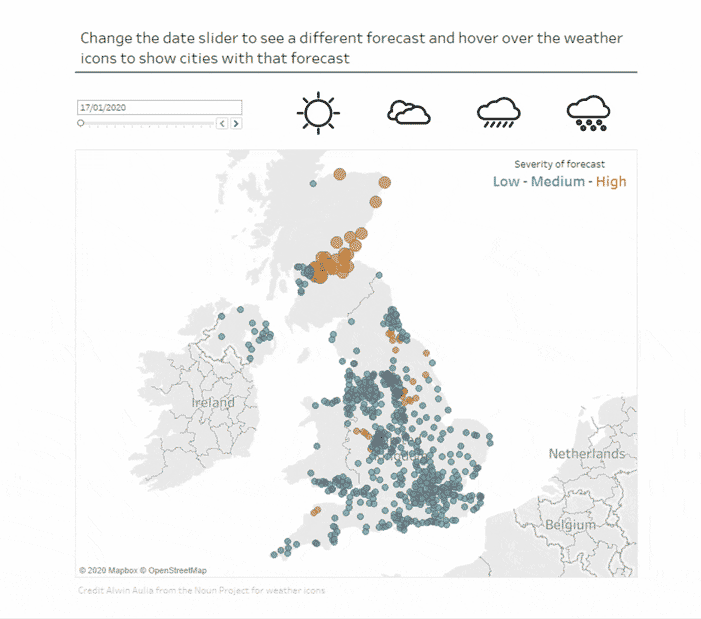 Change the date slider to see a different forecast and hover over the weather
icons to show cities with that forecast
17/01/2020
Severity of forecast
Low - Medium - High
Ireland
Netherlands
Belgium
© 2020 Mapbox © OpenStreetMap
Credit Alwin Aulia from the Noun Project for weather icons